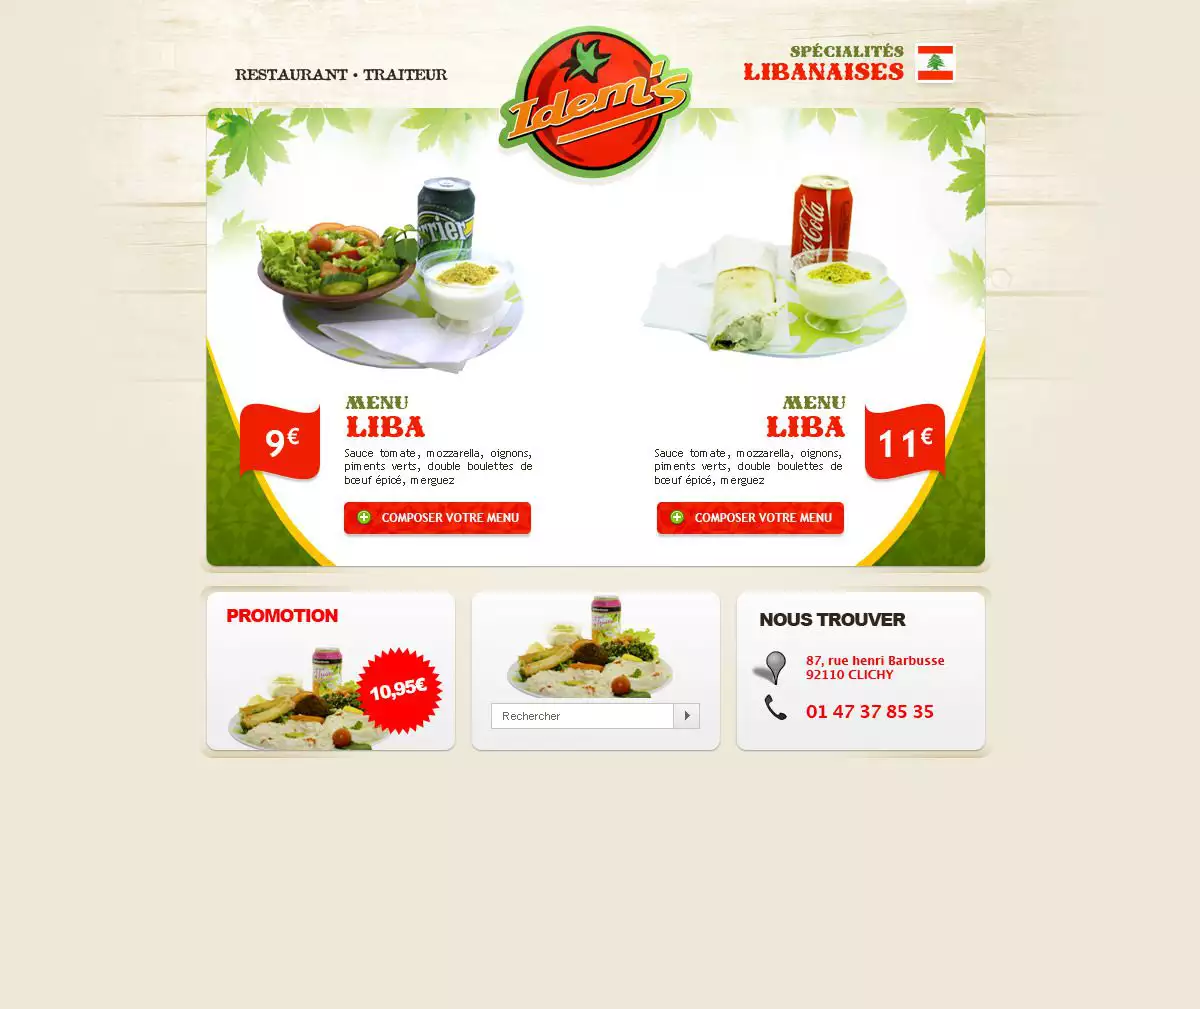 RESTAURANT • TRAITEUR
Idem's
SPÉCIALITÉS
LIBANAISES
Coca-Cola
MENU
LIBA
9€
Sauce tomate, mozzarella, oignons,
piments verts, double boulettes de
bœuf épicé, merguez
COMPOSER VOTRE MENU
MENU
LIBA
11€
Sauce tomate, mozzarella, oignons,
piments verts, double boulettes de
bœuf épicé, merguez
COMPOSER VOTRE MENU
PROMOTION
10,95€
Rechercher
NOUS TROUVER
87, rue henri Barbusse
92110 CLICHY
01 47 37 85 35